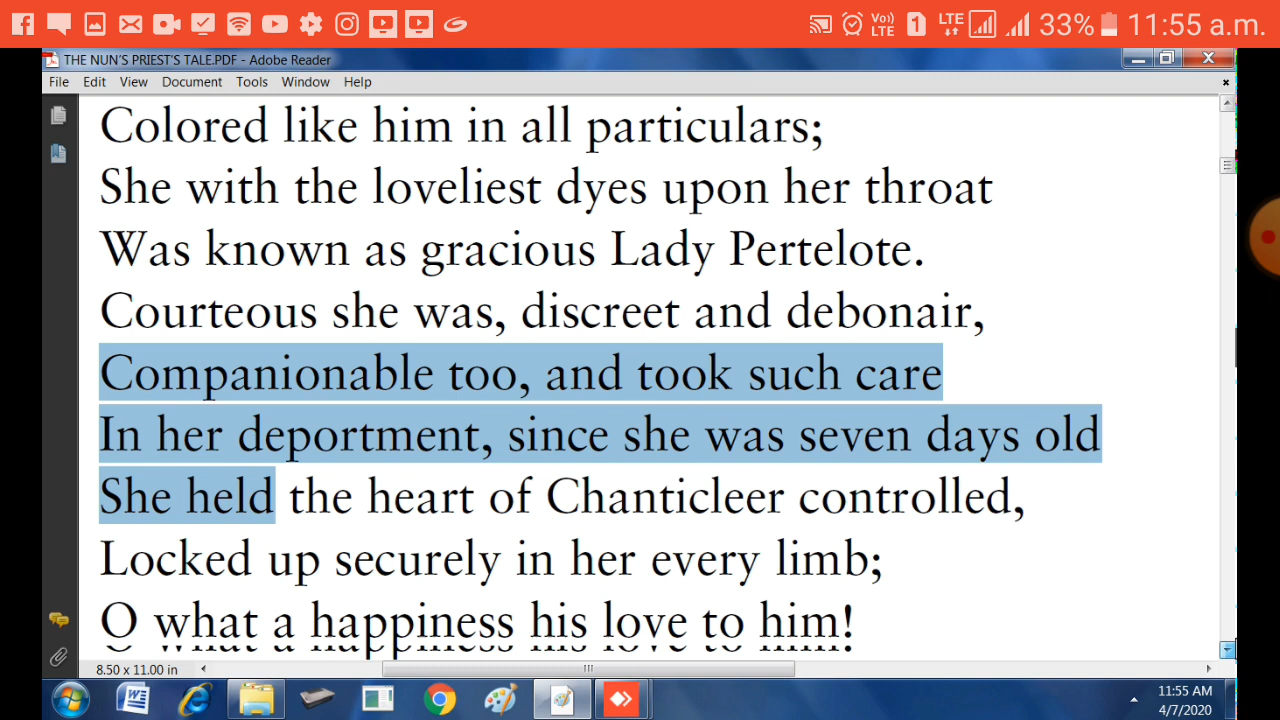 Vo) LTE 1 LTE 33% 11:55 a.m.
THE NUN'S PRIEST'S TALE.PDF - Adobe Reader
File Edit View Document Tools Window Help
Colored like him in all particulars;
She with the loveliest dyes upon her throat
Was known as gracious Lady Pertelote.
Courteous she was, discreet and debonair,
Companionable too, and took such care
In her deportment, since she was seven days old
She held the heart of Chanticleer controlled,
Locked up securely in her every limb;
O what a happiness his love to him!
8.50 x 11.00 in
11:55 AM
4/7/2020